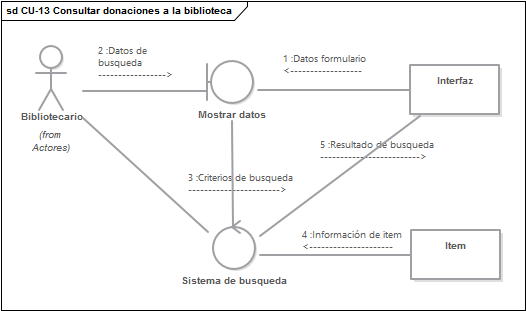 sd CU-13 Consultar donaciones a la biblioteca
2 :Datos de
busqueda
1 :Datos formulario
Interfaz
Bibliotecario
(from
Actores)
Mostrar datos
5 :Resultado de busqueda
3 :Criterios de busqueda
4 :Información de item
Item
Sistema de busqueda